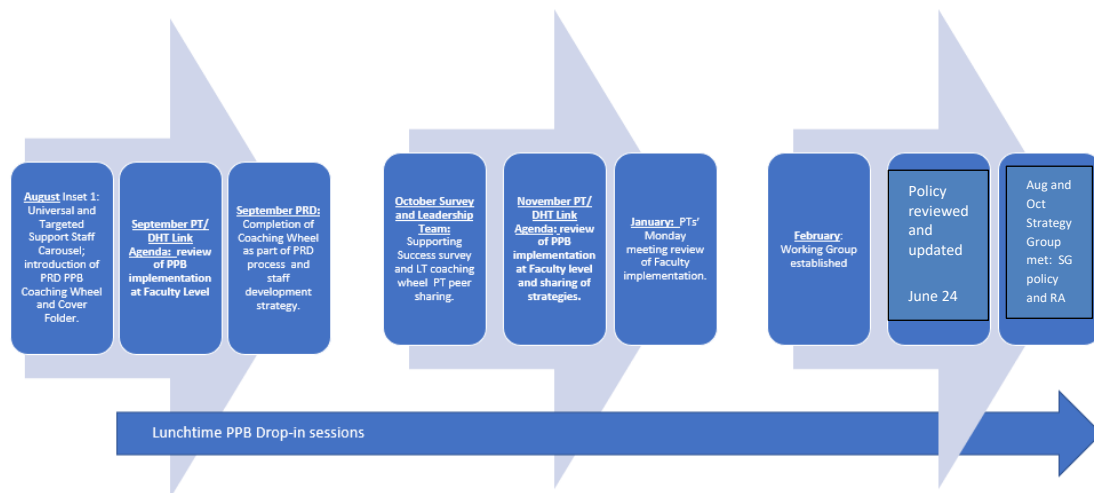 August Inset 1:
Universal and
Targeted
Support Staff
Carousel;
introduction of
PRD PPB
Coaching Wheel
and Cover
Folder.
September PT/
DHT Link
Agenda: review
of PPB
implementation
at Faculty Level
September PRD:
Completion of
Coaching Wheel
as part of PRD
process and
staff
development
strategy.
October Survey
and Leadership
Team:
Supporting
Success survey
and LT coaching
wheel PT peer
sharing.
November PT/
DHT Link
Agenda: review
of PPB
implementation
at Faculty level
and sharing of
strategies.
January: PTs'
Monday
meeting review
of Faculty
implementation.
February:
Working Group
established
Policy
reviewed
and
updated
June 24
Aug and
Oct
Strategy
Group
met: SG
policy
and RA
Lunchtime PPB Drop-in sessions